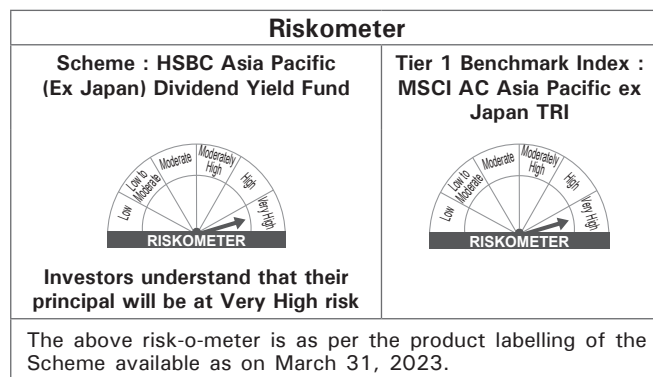 Riskometer
Scheme : HSBC Asia Pacific
(Ex Japan) Dividend Yield Fund
Low
Low to
Moderate
Moderate
Moderately
High
High
Very High
RISKOMETER
Investors understand that their
principal will be at Very High risk
Tier 1 Benchmark Index :
MSCI AC Asia Pacific ex
Japan TRI
Low
Low to
Moderate
Moderate
Moderately
High
High
Very High
RISKOMETER
The above risk-o-meter is as per the product labelling of the
Scheme available as on March 31, 2023.